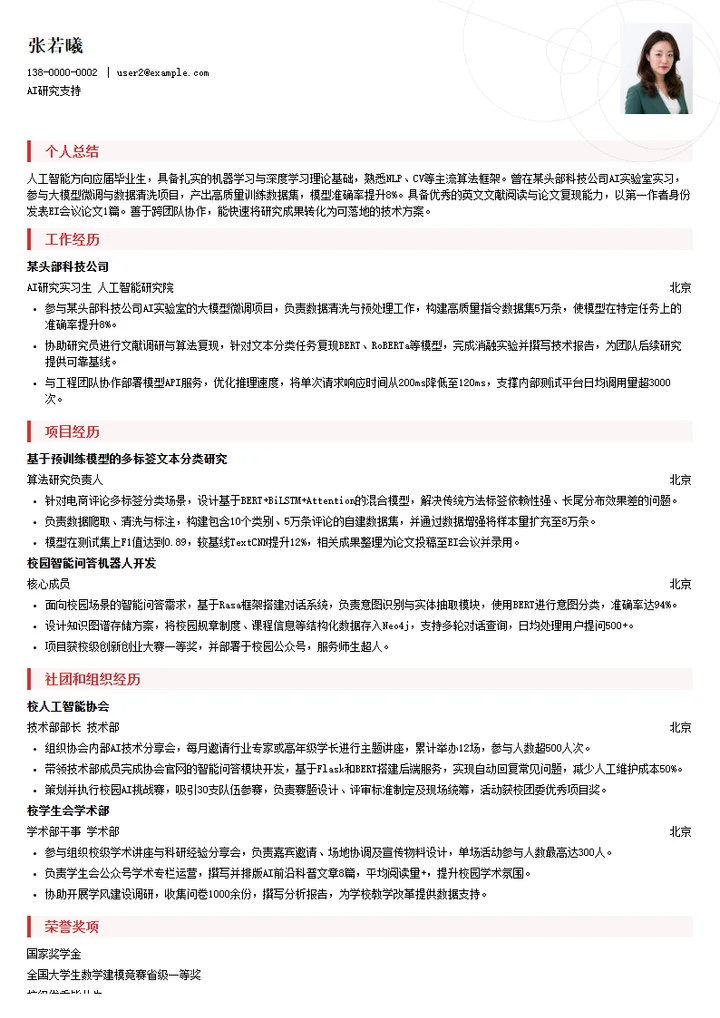 张若曦
138-0000-0002 | user2@example.com
AI研究支持
个人总结
人工智能方向应届毕业生，具备扎实的机器学习与深度学习理论基础，熟悉NLP、CV等主流算法框架。曾在某头部科技公司AI实验室实习，
参与大模型微调与数据清洗项目，产出高质量训练数据集，模型准确率提升8%。具备优秀的英文文献阅读与论文复现能力，以第一作者身份
发表EI会议论文1篇。善于跨团队协作，能快速将研究成果转化为可落地的技术方案。
工作经历
某头部科技公司
AI研究实习生 人工智能研究院 北京
• 参与某头部科技公司AI实验室的大模型微调项目，负责数据清洗与预处理工作，构建高质量指令数据集5万条，使模型在特定任务上的
准确率提升8%。
• 协助研究员进行文献调研与算法复现，针对文本分类任务复现BERT、RoBERTa等模型，完成消融实验并撰写技术报告，为团队后续研究
提供可靠基线。
• 与工程团队协作部署模型API服务，优化推理速度，将单次请求响应时间从200ms降低至120ms，支撑内部测试平台日均调用量超3000
次。
项目经历
基于预训练模型的多标签文本分类研究
算法研究负责人 北京
• 针对电商评论多标签分类场景，设计基于BERT+BiLSTM+Attention的混合模型，解决传统方法标签依赖性强、长尾分布效果差的问题。
• 负责数据爬取、清洗与标注，构建包含10个类别、5万条评论的自建数据集，并通过数据增强将样本量扩充至8万条。
• 模型在测试集上F1值达到0.89，较基线TextCNN提升12%，相关成果整理为论文投稿至EI会议并录用。
校园智能问答机器人开发
核心成员 北京
• 面向校园场景的智能问答需求，基于Rasa框架搭建对话系统，负责意图识别与实体抽取模块，使用BERT进行意图分类，准确率达94%。
• 设计知识图谱存储方案，将校园规章制度、课程信息等结构化数据存入Neo4j，支持多轮对话查询，日均处理用户提问500+。
• 项目获校级创新创业大赛一等奖，并部署于校园公众号，服务师生超人。
社团和组织经历
校人工智能协会
技术部部长 技术部 北京
• 组织协会内部AI技术分享会，每月邀请行业专家或高年级学长进行主题讲座，累计举办12场，参与人数超500人次。
• 带领技术部成员完成协会官网的智能问答模块开发，基于Flask和BERT搭建后端服务，实现自动回复常见问题，减少人工维护成本50%。
• 策划并执行校园AI挑战赛，吸引30支队伍参赛，负责赛题设计、评审标准制定及现场统筹，活动获校团委优秀项目奖。
校学生会学术部
学术部干事 学术部 北京
• 参与组织校级学术讲座与科研经验分享会，负责嘉宾邀请、场地协调及宣传物料设计，单场活动参与人数最高达300人。
• 负责学生会公众号学术专栏运营，撰写并排版AI前沿科普文章8篇，平均阅读量+，提升校园学术氛围。
• 协助开展学风建设调研，收集问卷1000余份，撰写分析报告，为学校教学改革提供数据支持。
荣誉奖项
国家奖学金
全国大学生数学建模竞赛省级一等奖